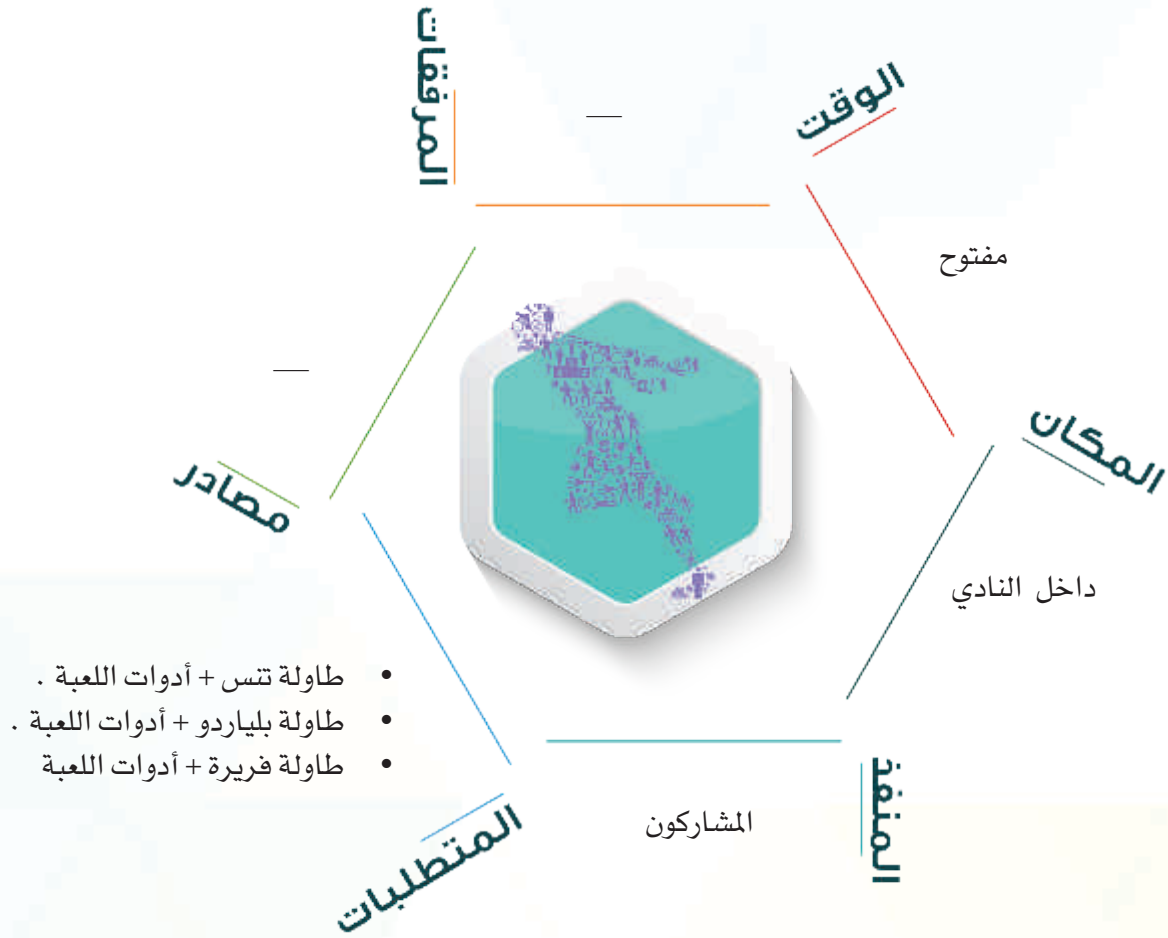 المرفقات
—
الوقت
مفتوح
المكان
داخل النادي
المنفذ
المشاركون
المتطلبات
• طاولة تنس + أدوات اللعبة .
• طاولة بلياردو + أدوات اللعبة .
• طاولة فريرة + أدوات اللعبة
مصادر
—